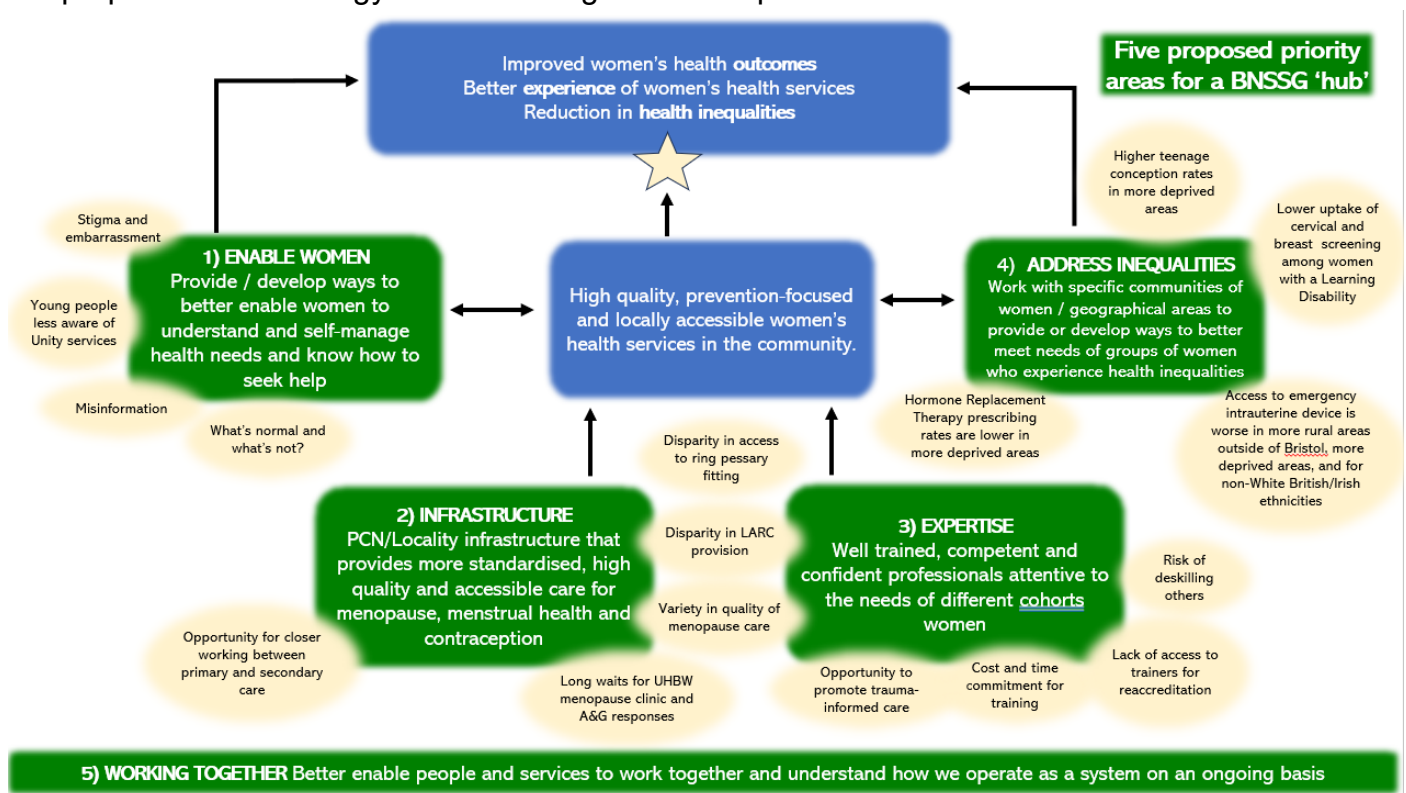 Improved women's health outcomes
Better experience of women's health services
Reduction in health inequalities
Five proposed priority
areas for a BNSSG 'hub'
Higher teenage
conception rates
in more deprived
areas
Lower uptake of
cervical and
breast screening
among women
with a Learning
Disability
Stigma and
embarrassment
Young people
less aware of
Unity services
Misinformation
What's normal and
what's not?
1) ENABLE WOMEN
Provide / develop ways to
better enable women to
understand and self-manage
health needs and know how to
seek help
High quality, prevention-focused
and locally accessible women's
health services in the community.
4) ADDRESS INEQUALITIES
Work with specific communities of
women / geographical areas to
provide or develop ways to better
meet needs of groups of women
who experience health inequalities
Hormone Replacement
Therapy prescribing
rates are lower in
more deprived areas
Access to emergency
intrauterine device is
worse in more rural areas
outside of Bristol, more
deprived areas, and for
non-White British/Irish
ethnicities
Disparity in access
to ring pessary
fitting
Disparity in LARC
provision
Variety in quality of
menopause care
2) INFRASTRUCTURE
PCN/Locality infrastructure that
provides more standardised, high
quality and accessible care for
menopause, menstrual health and
contraception
3) EXPERTISE
Well trained, competent and
confident professionals attentive to
the needs of different cohorts
women
Risk of
deskilling
others
Opportunity for closer
working between
primary and secondary
care
Long waits for UHBW
menopause clinic and
A&G responses
Opportunity to
promote trauma-
informed care
Cost and time
commitment for
training
Lack of access to
trainers for
reaccreditation
5) WORKING TOGETHER Better enable people and services to work together and understand how we operate as a system on an ongoing basis